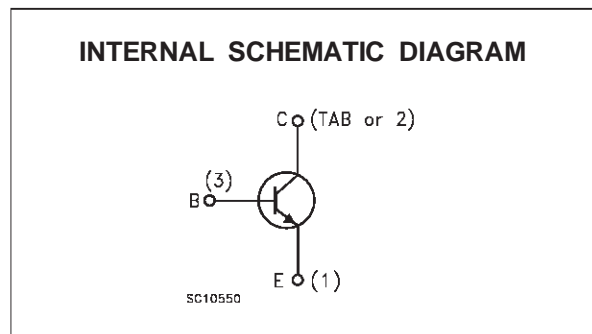 INTERNAL SCHEMATIC DIAGRAM
C (TAB or 2)
(3)
B
E (1)
SC10550